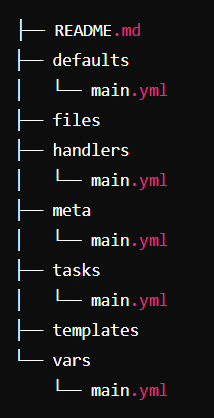 ├── README.md
├── defaults
│   └── main.yml
├── files
├── handlers
│   └── main.yml
├── meta
│   └── main.yml
├── tasks
│   └── main.yml
├── templates
└── vars
    └── main.yml